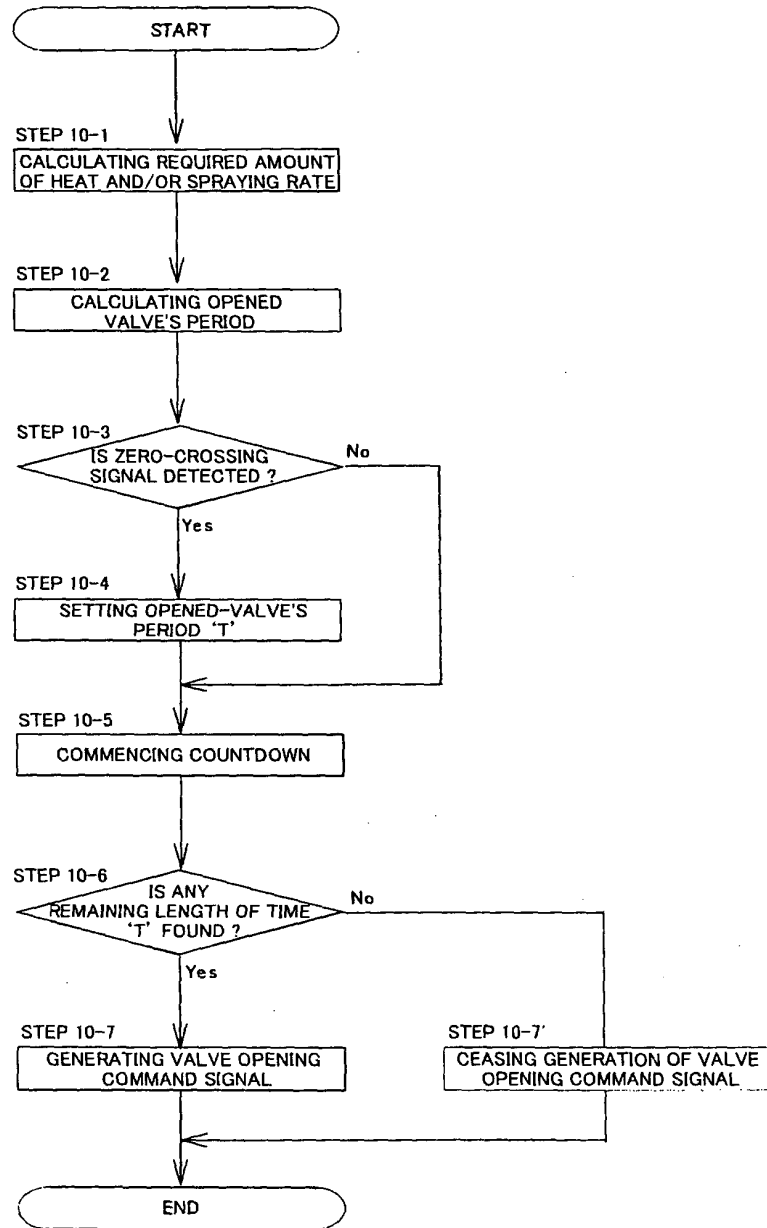 START
STEP 10-1
CALCULATING REQUIRED AMOUNT
OF HEAT AND/OR SPRAYING RATE
STEP 10-2
CALCULATING OPENED
VALVE'S PERIOD
STEP 10-3
IS ZERO-CROSSING
SIGNAL DETECTED ?
No
Yes
STEP 10-4
SETTING OPENED-VALVE'S
PERIOD ‘T’
STEP 10-5
COMMENCING COUNTDOWN
STEP 10-6
IS ANY
REMAINING LENGTH OF TIME
‘T’ FOUND ?
No
Yes
STEP 10-7
GENERATING VALVE OPENING
COMMAND SIGNAL
STEP 10-7'
CEASING GENERATION OF VALVE
OPENING COMMAND SIGNAL
END